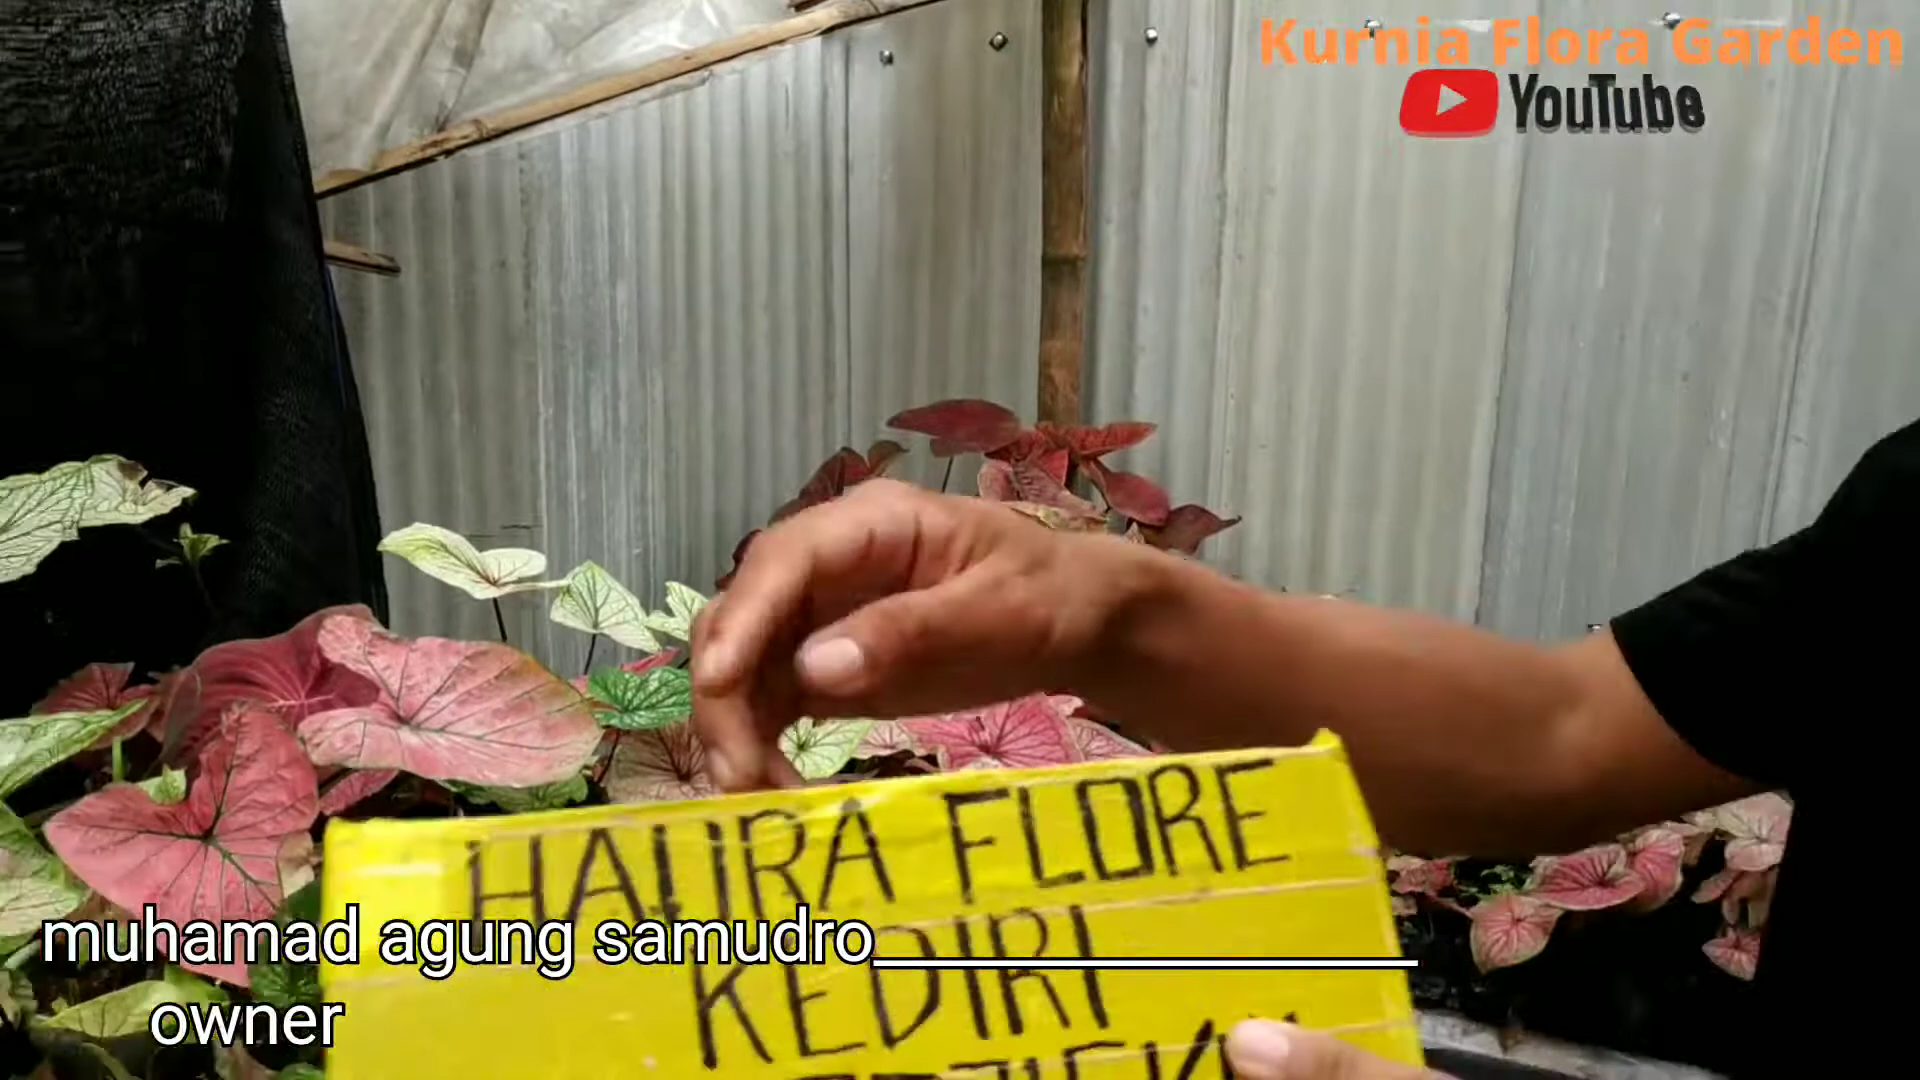 Kurnia Flora Garden
YouTube
HAURA FLORE
KEDIRI
muhamad agung samudro
owner